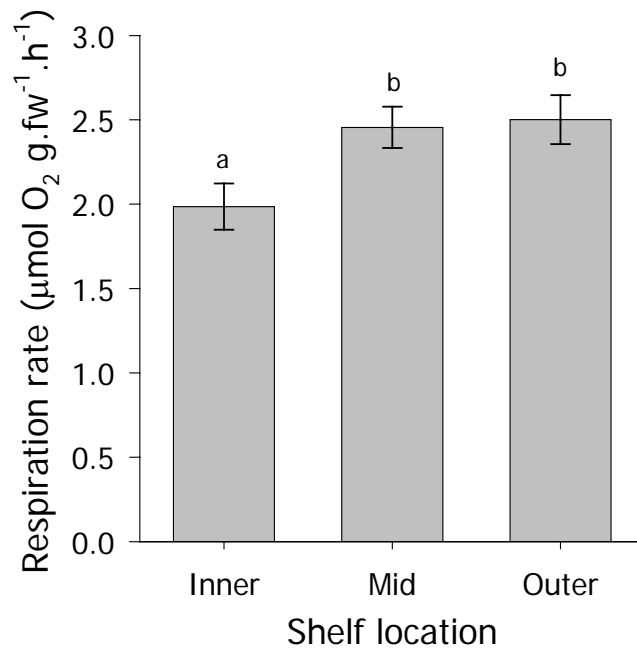 Respiration rate (μmol O₂ g.fw⁻¹.h⁻¹)
3.0
2.5
2.0
1.5
1.0
0.5
0.0
a
b
b
Inner Mid Outer
Shelf location